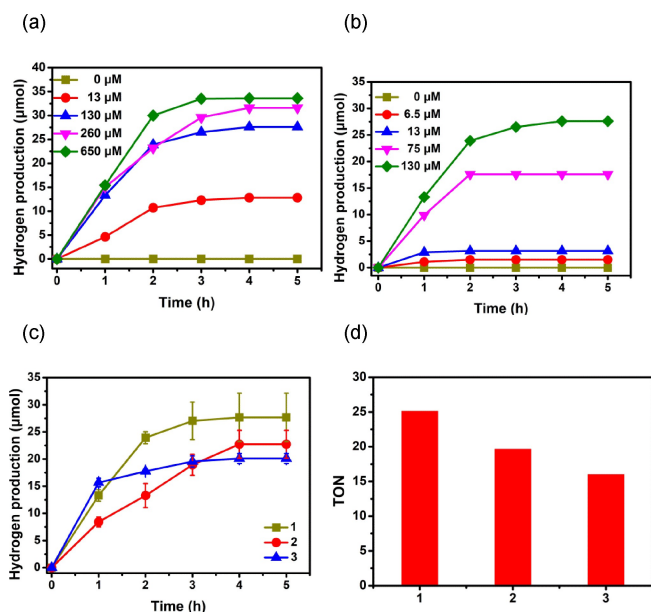 (a)
Hydrogen production (μmol)
40
35
30
25
20
15
10
5
0
0 μM
13 μM
130 μM
260 μM
650 μM
0 1 2 3 4 5
Time (h)
(b)
Hydrogen production (μmol)
35
30
25
20
15
10
5
0
0 μM
6.5 μM
13 μM
75 μM
130 μM
0 1 2 3 4 5
Time (h)
(c)
Hydrogen production (μmol)
35
30
25
20
15
10
5
0
1
2
3
0 1 2 3 4 5
Time (h)
(d)
TON
30
25
20
15
10
5
0
1 2 3